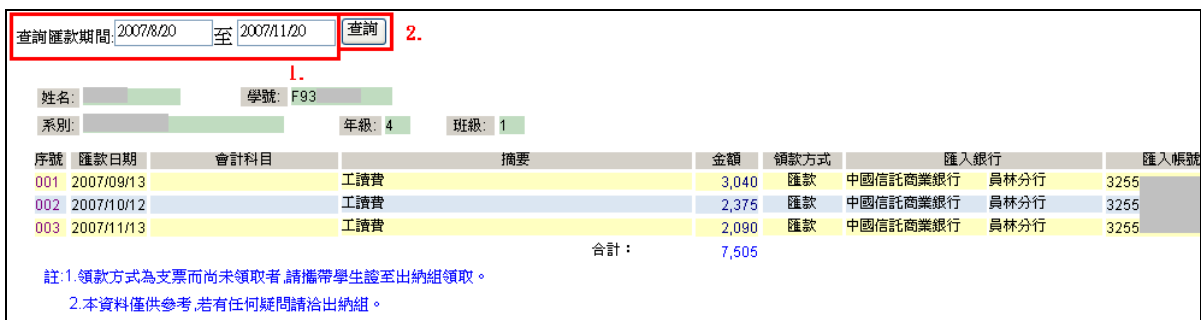 查詢匯款期間: 2007/8/20 至 2007/11/20 查詢 2.
1.
姓名: 學號: F93
系別: 年級: 4 班級: 1
序號 匯款日期 會計科目 摘要 金額 領款方式 匯入銀行 匯入帳號
001 2007/09/13 工讀費 3,040 匯款 中國信託商業銀行 員林分行 3255
002 2007/10/12 工讀費 2,375 匯款 中國信託商業銀行 員林分行 3255
003 2007/11/13 工讀費 2,090 匯款 中國信託商業銀行 員林分行 3255
合計： 7,505
註:1.領款方式為支票而尚未領取者,請攜帶學生證至出納組領取。
2.本資料僅供參考,若有任何疑問請洽出納組。